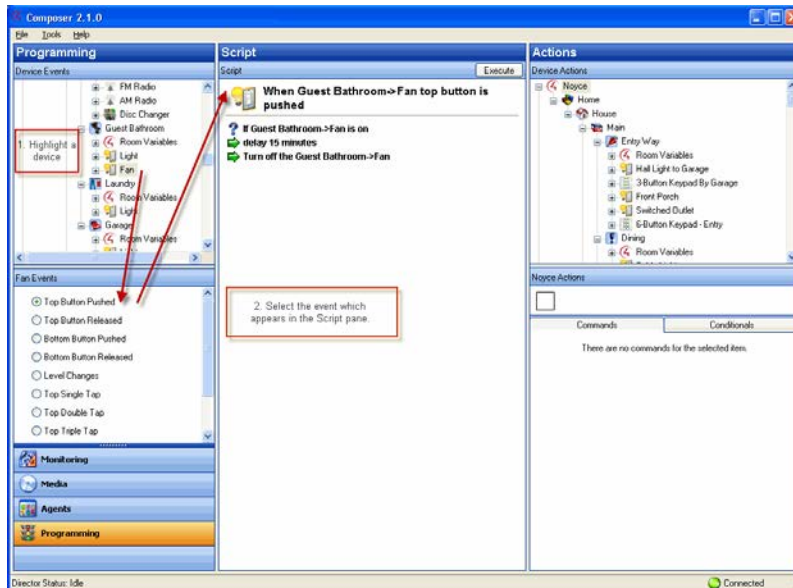 Composer 2.1.0
File Tools Help
Programming
Device Events
FM Radio
AM Radio
Disc Changer
Guest Bathroom
Room Variables
Light
Fan
Laundry
Room Variables
Light
Garage
Room Variables
1. Highlight a
device
Fan Events
Top Button Pushed
Top Button Released
Bottom Button Pushed
Bottom Button Released
Level Changes
Top Single Tap
Top Double Tap
Top Triple Tap
Monitoring
Media
Agents
Programming
Script
Script Execute
When Guest Bathroom->Fan top button is
pushed
? If Guest Bathroom->Fan is on
delay 15 minutes
Turn off the Guest Bathroom->Fan
2. Select the event which
appears in the Script pane.
Actions
Device Actions
Noyce
Home
House
Main
Entry Way
Room Variables
Hall Light to Garage
3-Button Keypad By Garage
Front Porch
Switched Outlet
6-Button Keypad - Entry
Dining
Room Variables
Noyce Actions
Commands Conditionals
There are no commands for the selected item.
Director Status: Idle
Connected